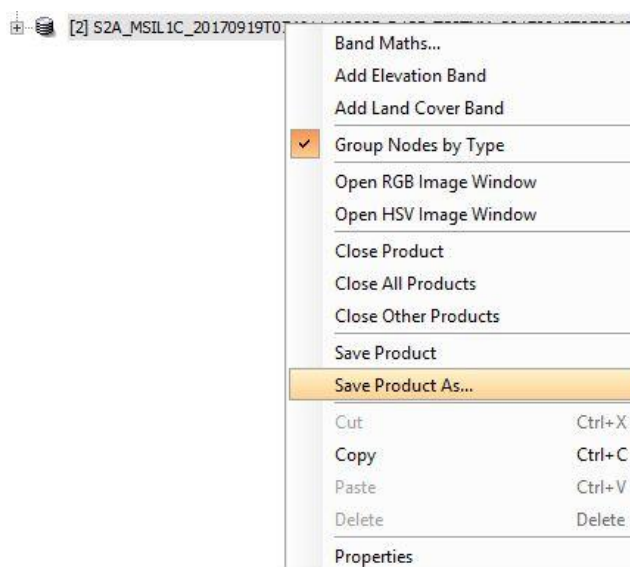 [2] S2A_MSIL1C_20170919T0
Band Maths...
Add Elevation Band
Add Land Cover Band
Group Nodes by Type
Open RGB Image Window
Open HSV Image Window
Close Product
Close All Products
Close Other Products
Save Product
Save Product As...
Cut Ctrl+X
Copy Ctrl+C
Paste Ctrl+V
Delete Delete
Properties